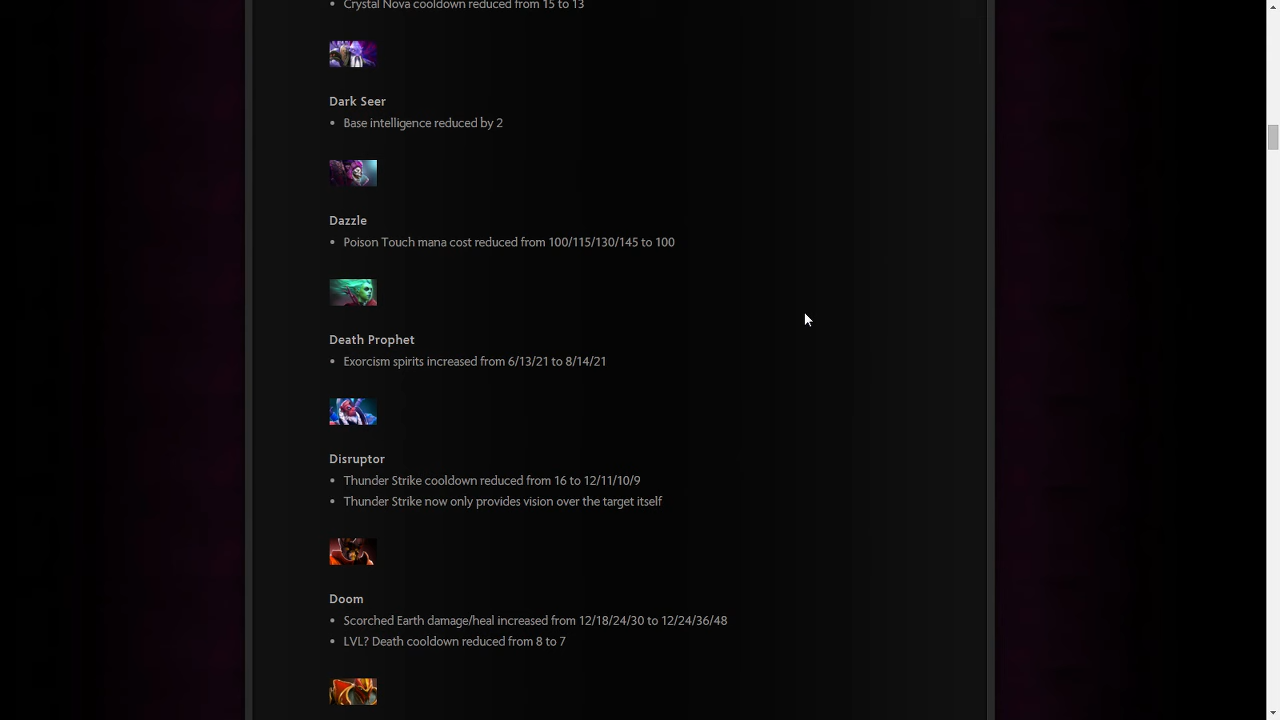 • Crystal Nova cooldown reduced from 15 to 13
Dark Seer
• Base intelligence reduced by 2
Dazzle
• Poison Touch mana cost reduced from 100/115/130/145 to 100
Death Prophet
• Exorcism spirits increased from 6/13/21 to 8/14/21
Disruptor
• Thunder Strike cooldown reduced from 16 to 12/11/10/9
• Thunder Strike now only provides vision over the target itself
Doom
• Scorched Earth damage/heal increased from 12/18/24/30 to 12/24/36/48
• LVL? Death cooldown reduced from 8 to 7